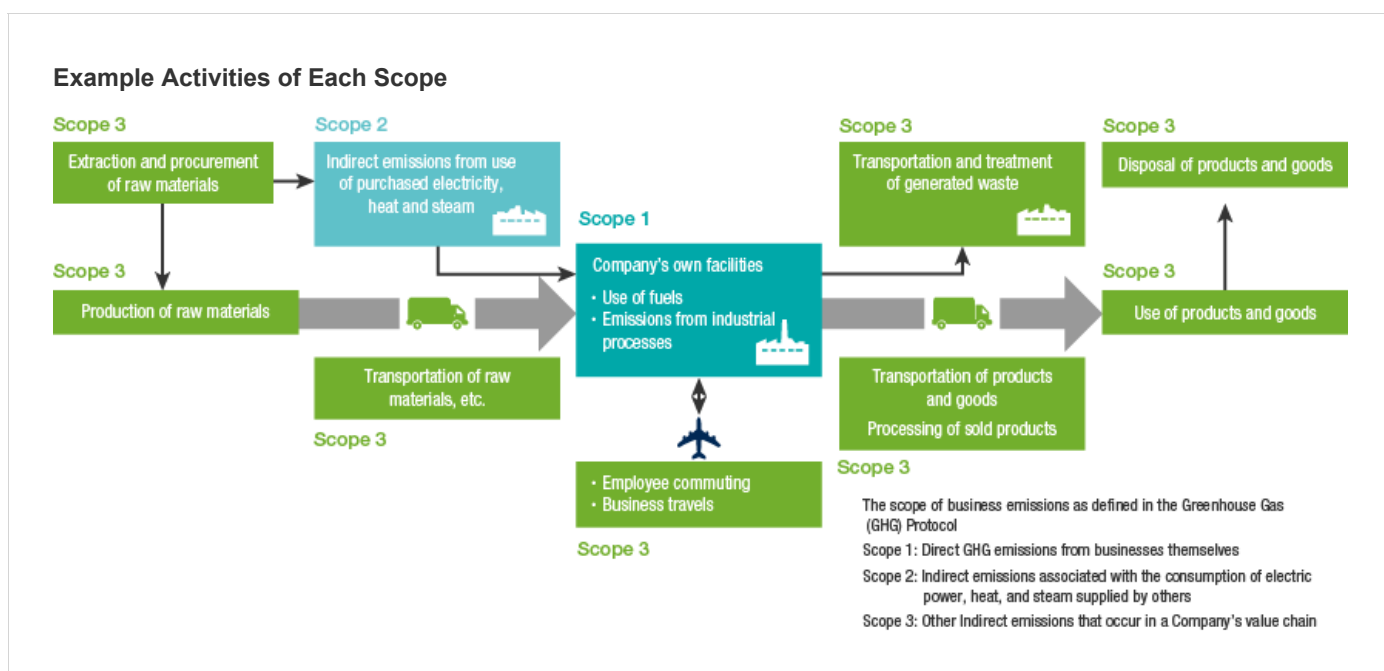 Example Activities of Each Scope
Scope 3
Extraction and procurement
of raw materials
Scope 2
Indirect emissions from use
of purchased electricity,
heat and steam
Scope 3
Transportation and treatment
of generated waste
Scope 3
Disposal of products and goods
Scope 1
Company's own facilities
・Use of fuels
・Emissions from industrial
processes
Scope 3
Production of raw materials
Scope 3
Use of products and goods
Transportation of raw
materials, etc.
Scope 3
Transportation of products
and goods
Processing of sold products
Scope 3
・Employee commuting
・Business travels
Scope 3
The scope of business emissions as defined in the Greenhouse Gas
(GHG) Protocol
Scope 1: Direct GHG emissions from businesses themselves
Scope 2: Indirect emissions associated with the consumption of electric
power, heat, and steam supplied by others
Scope 3: Other Indirect emissions that occur in a Company's value chain